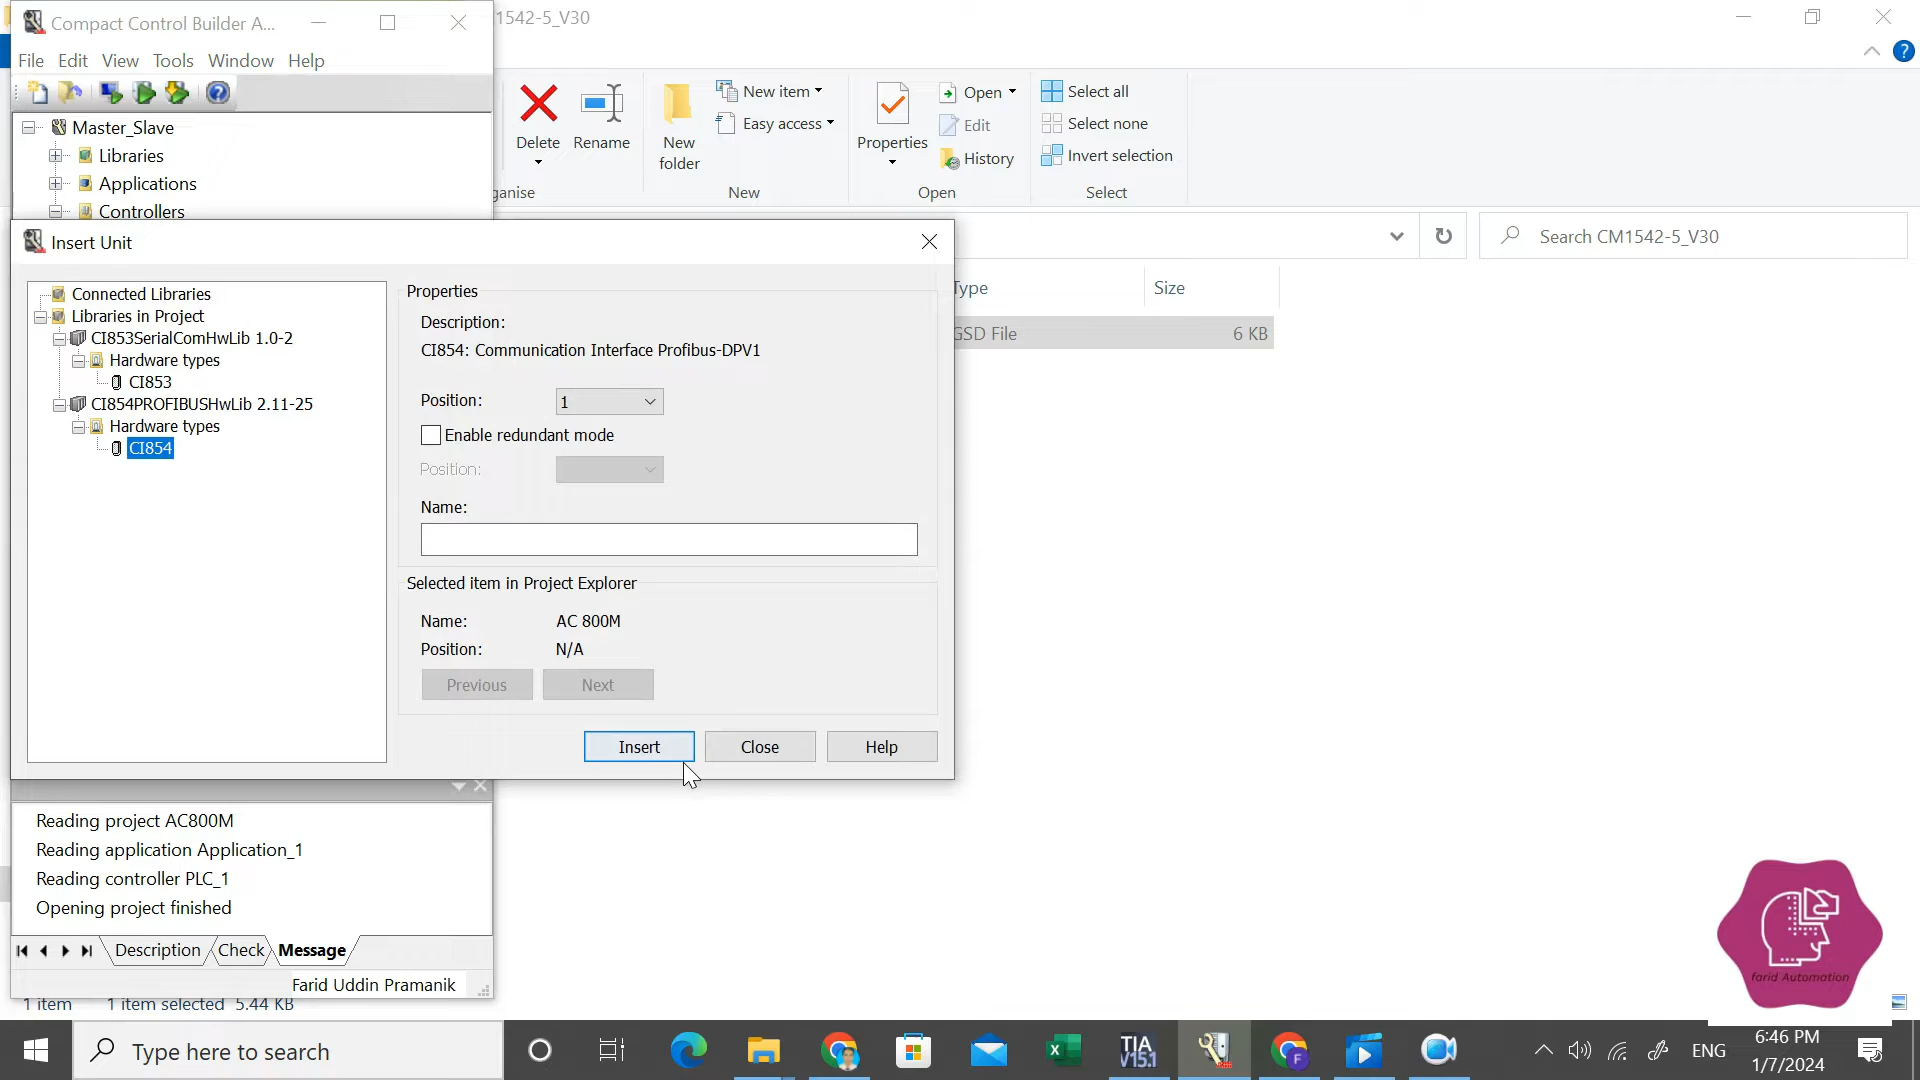 Compact Control Builder A...
1542-5_V30
File Edit View Tools Window Help
Master_Slave
Libraries
Applications
Controllers
Delete
Rename
New folder
New item
Easy access
Properties
Open
Edit
History
Select all
Select none
Invert selection
ganise
New
Open
Select
Search CM1542-5_V30
Type
Size
GSD File
6 KB
Insert Unit
Connected Libraries
Libraries in Project
CI853SerialComHwLib 1.0-2
Hardware types
CI853
CI854PROFIBUSHwLib 2.11-25
Hardware types
CI854
Properties
Description:
CI854: Communication Interface Profibus-DPV1
Position: 1
Enable redundant mode
Position:
Name:
Selected item in Project Explorer
Name: AC 800M
Position: N/A
Previous Next
Insert Close Help
Reading project AC800M
Reading application Application_1
Reading controller PLC_1
Opening project finished
Description Check Message
Farid Uddin Pramanik
1 item 1 item selected 5.44 KB
farid Automation
Type here to search
TIA
V15.1
F
ENG
6:46 PM
1/7/2024